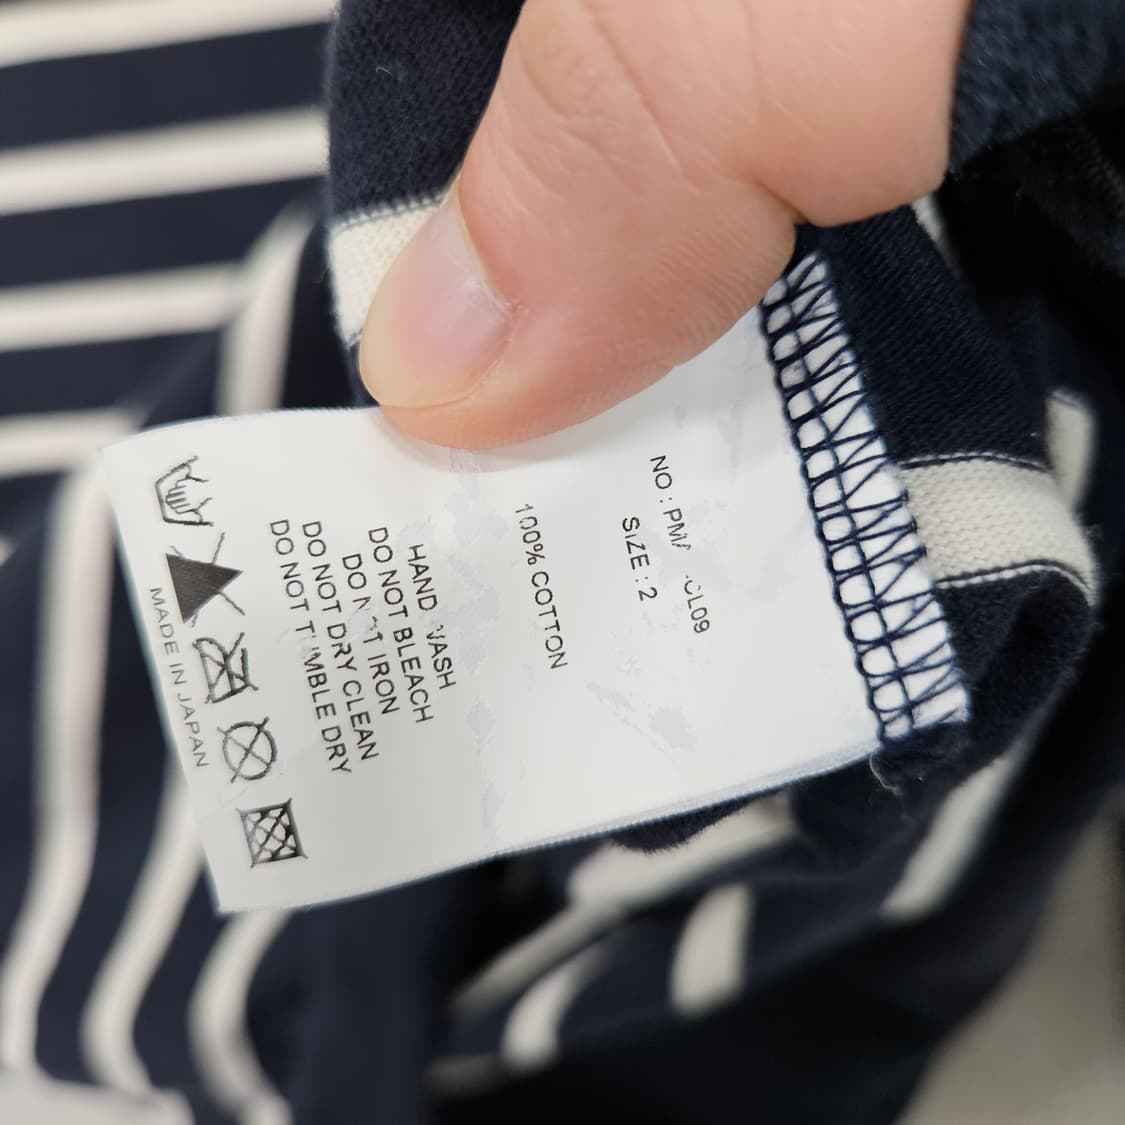 SIZE : 2
100% COTTON
HAND
DO NOT BLEACH
DO IRON
DO NOT DRY CLEAN
DO NOT DRY
MADE IN JAPAN